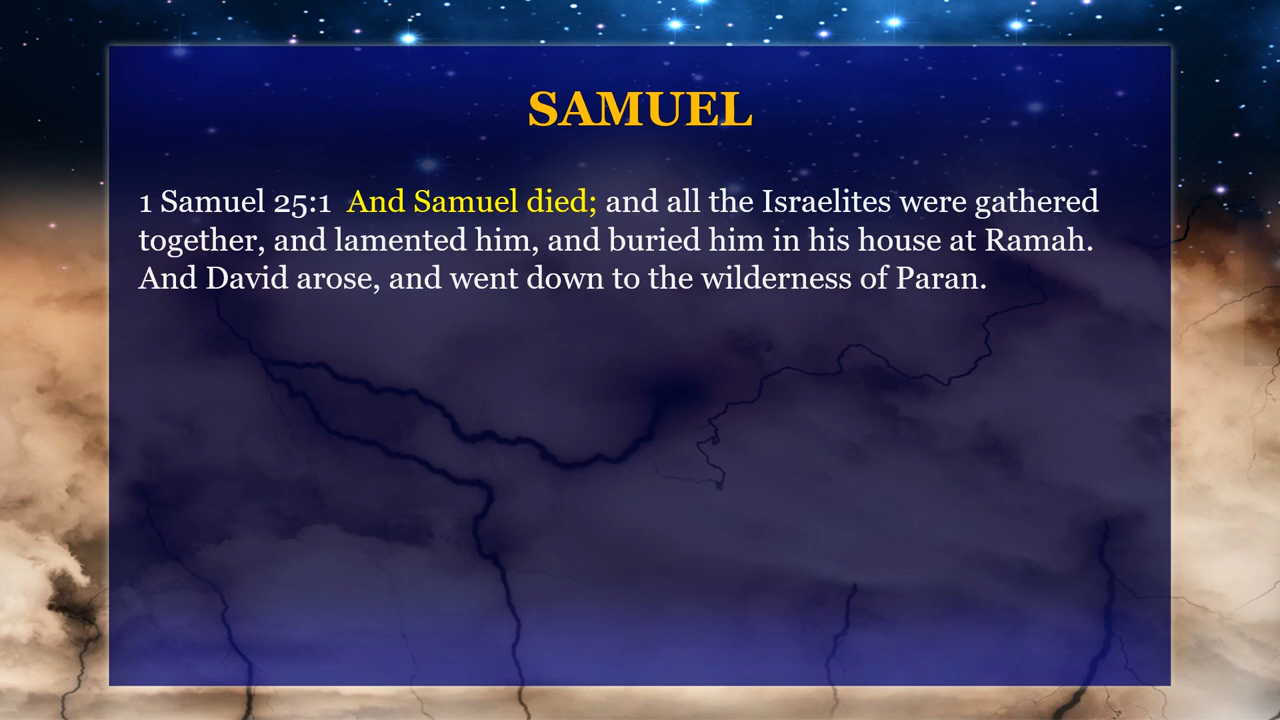 SAMUEL
1 Samuel 25:1  And Samuel died; and all the Israelites were gathered
together, and lamented him, and buried him in his house at Ramah.
And David arose, and went down to the wilderness of Paran.